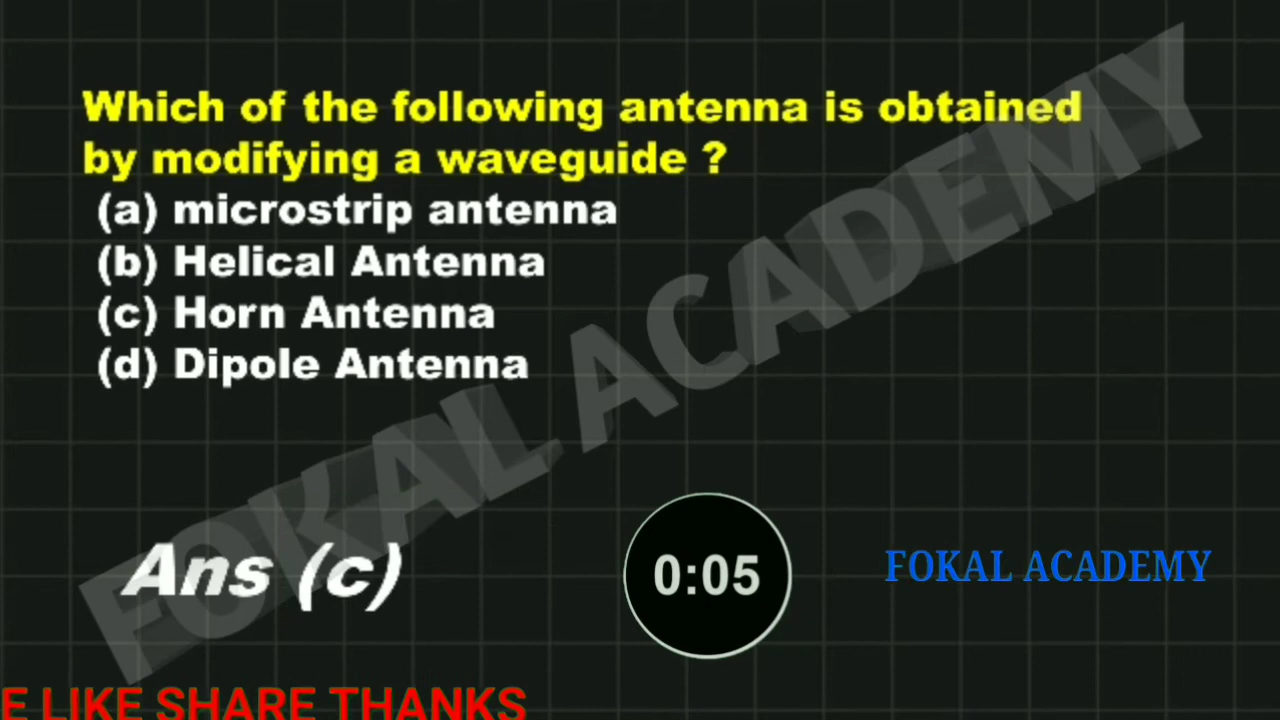 Which of the following antenna is obtained
by modifying a waveguide ?
(a) microstrip antenna
(b) Helical Antenna
(c) Horn Antenna
(d) Dipole Antenna
FOKAL ACADEMY
Ans (c)
0:05
FOKAL ACADEMY
E LIKE SHARE THANKS